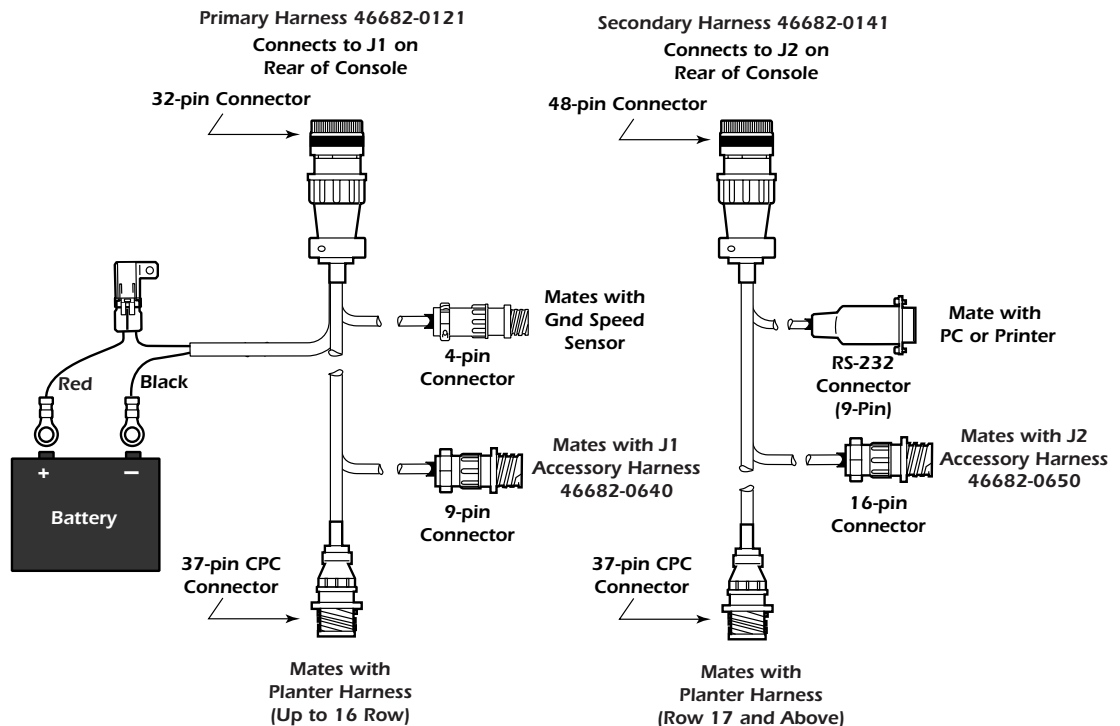 Primary Harness 46682-0121
Connects to J1 on
Rear of Console
32-pin Connector
Mates with
Gnd Speed
Sensor
4-pin
Connector
Red
Black
+
–
Battery
Mates with J1
Accessory Harness
46682-0640
9-pin
Connector
37-pin CPC
Connector
Mates with
Planter Harness
(Up to 16 Row)
Secondary Harness 46682-0141
Connects to J2 on
Rear of Console
48-pin Connector
Mate with
PC or Printer
RS-232
Connector
(9-Pin)
Mates with J2
Accessory Harness
46682-0650
16-pin
Connector
37-pin CPC
Connector
Mates with
Planter Harness
(Row 17 and Above)